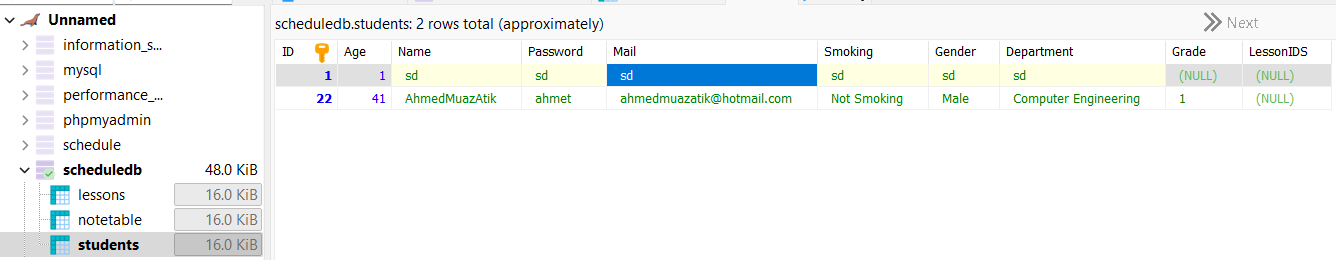 Unnamed
information_s...
mysql
performance_...
phpmyadmin
schedule
scheduledb 48.0 KiB
lessons 16.0 KiB
notetable 16.0 KiB
students 16.0 KiB
scheduledb.students: 2 rows total (approximately) Next
ID Age Name Password Mail Smoking Gender Department Grade LessonIDS
1 1 sd sd sd sd sd sd (NULL) (NULL)
22 41 AhmedMuazAtik ahmet ahmedmuazatik@hotmail.com Not Smoking Male Computer Engineering 1 (NULL)